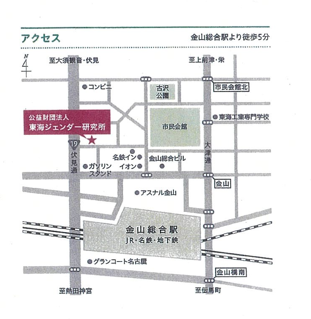 アクセス
金山総合駅より徒歩5分
至大須観音・伏見
至上前津・栄
N
コンビニ
古沢
公園
市民会館北
公益財団法人
東海ジェンダー研究所
市民会館
東海工業専門学校
伏見通
大津通
名鉄イン
イオン
金山総合ビル
ガソリン
スタンド
金山
アスナル金山
金山総合駅
JR・名鉄・地下鉄
グランコート名古屋
金山橋南
至熱田神宮
至伝馬町